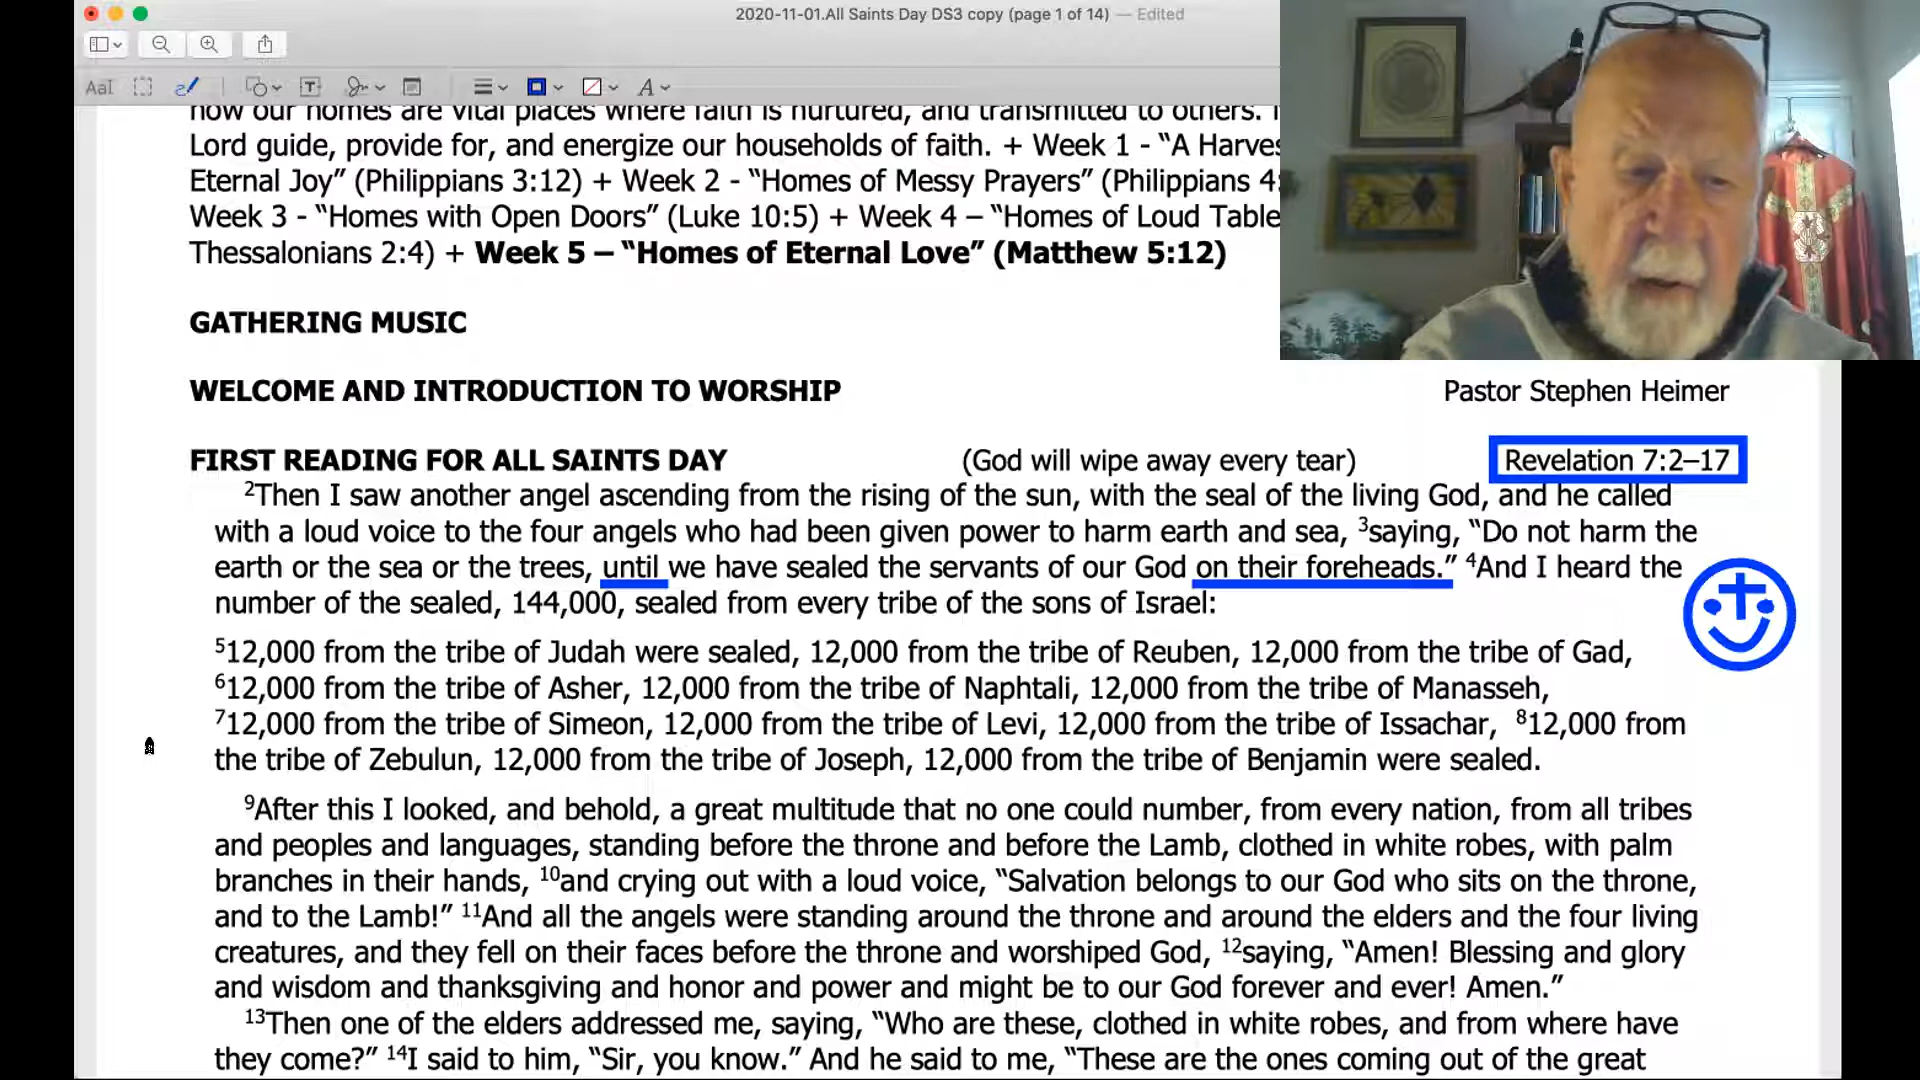 2020-11-01.All Saints Day DS3 copy (page 1 of 14) — Edited
AaI
T
A
how our homes are vital places where faith is nurtured, and transmitted to others.
Lord guide, provide for, and energize our households of faith. + Week 1 - “A Harves
Eternal Joy” (Philippians 3:12) + Week 2 - “Homes of Messy Prayers” (Philippians 4:
Week 3 - “Homes with Open Doors” (Luke 10:5) + Week 4 – “Homes of Loud Table
Thessalonians 2:4) + Week 5 – “Homes of Eternal Love” (Matthew 5:12)
GATHERING MUSIC
WELCOME AND INTRODUCTION TO WORSHIP Pastor Stephen Heimer
FIRST READING FOR ALL SAINTS DAY (God will wipe away every tear) Revelation 7:2–17
2Then I saw another angel ascending from the rising of the sun, with the seal of the living God, and he called
with a loud voice to the four angels who had been given power to harm earth and sea, 3saying, “Do not harm the
earth or the sea or the trees, until we have sealed the servants of our God on their foreheads.” 4And I heard the
number of the sealed, 144,000, sealed from every tribe of the sons of Israel:
512,000 from the tribe of Judah were sealed, 12,000 from the tribe of Reuben, 12,000 from the tribe of Gad,
612,000 from the tribe of Asher, 12,000 from the tribe of Naphtali, 12,000 from the tribe of Manasseh,
712,000 from the tribe of Simeon, 12,000 from the tribe of Levi, 12,000 from the tribe of Issachar, 812,000 from
the tribe of Zebulun, 12,000 from the tribe of Joseph, 12,000 from the tribe of Benjamin were sealed.
9After this I looked, and behold, a great multitude that no one could number, from every nation, from all tribes
and peoples and languages, standing before the throne and before the Lamb, clothed in white robes, with palm
branches in their hands, 10and crying out with a loud voice, “Salvation belongs to our God who sits on the throne,
and to the Lamb!” 11And all the angels were standing around the throne and around the elders and the four living
creatures, and they fell on their faces before the throne and worshiped God, 12saying, “Amen! Blessing and glory
and wisdom and thanksgiving and honor and power and might be to our God forever and ever! Amen.”
13Then one of the elders addressed me, saying, “Who are these, clothed in white robes, and from where have
they come?” 14I said to him, “Sir, you know.” And he said to me, “These are the ones coming out of the great